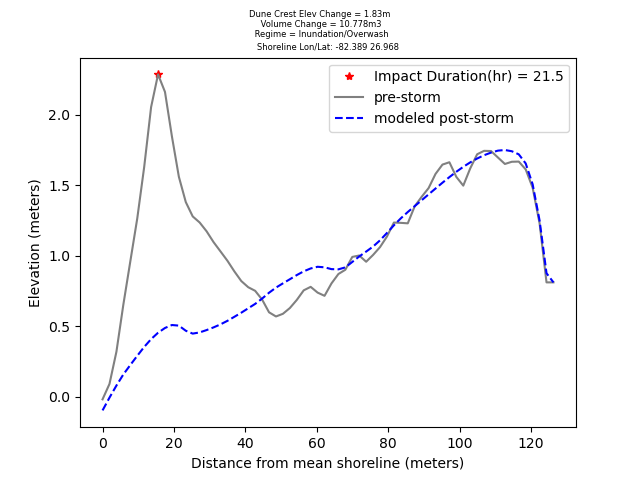 Dune Crest Elev Change = 1.83m
Volume Change = 10.778m3
Regime = Inundation/Overwash
Shoreline Lon/Lat: -82.389 26.968
Impact Duration(hr) = 21.5
pre-storm
modeled post-storm
Elevation (meters)
2.0
1.5
1.0
0.5
0.0
0 20 40 60 80 100 120
Distance from mean shoreline (meters)